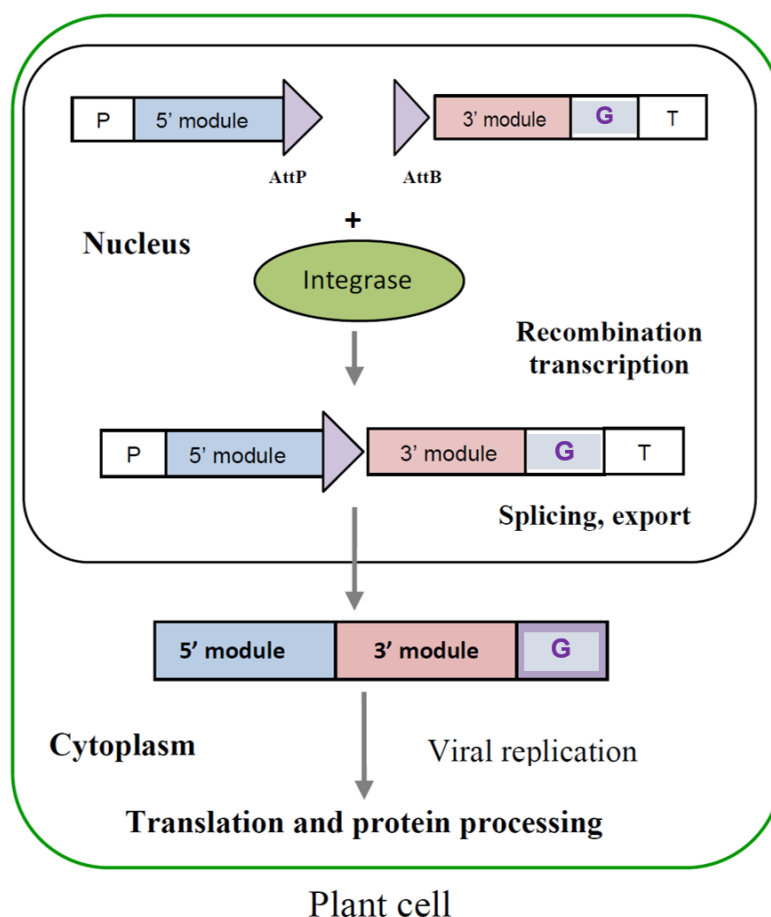 P 5’ module 3’ module G T
AttP AttB
+
Nucleus
Integrase
Recombination
transcription
P 5’ module 3’ module G T
Splicing, export
5’ module 3’ module G
Cytoplasm
Viral replication
Translation and protein processing
Plant cell